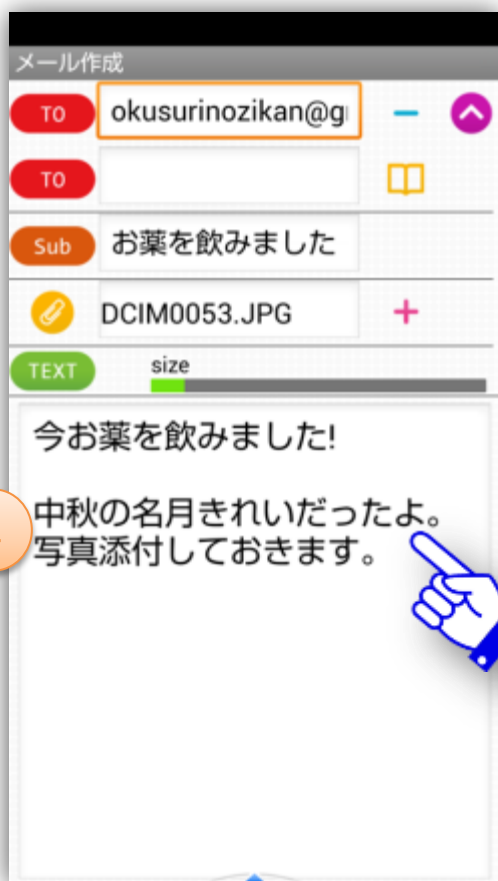 メール作成
TO okusurinozikan@g
TO
Sub お薬を飲みました
DCIM0053.JPG
TEXT size
今お薬を飲みました!
中秋の名月きれいだったよ。
写真添付しておきます。